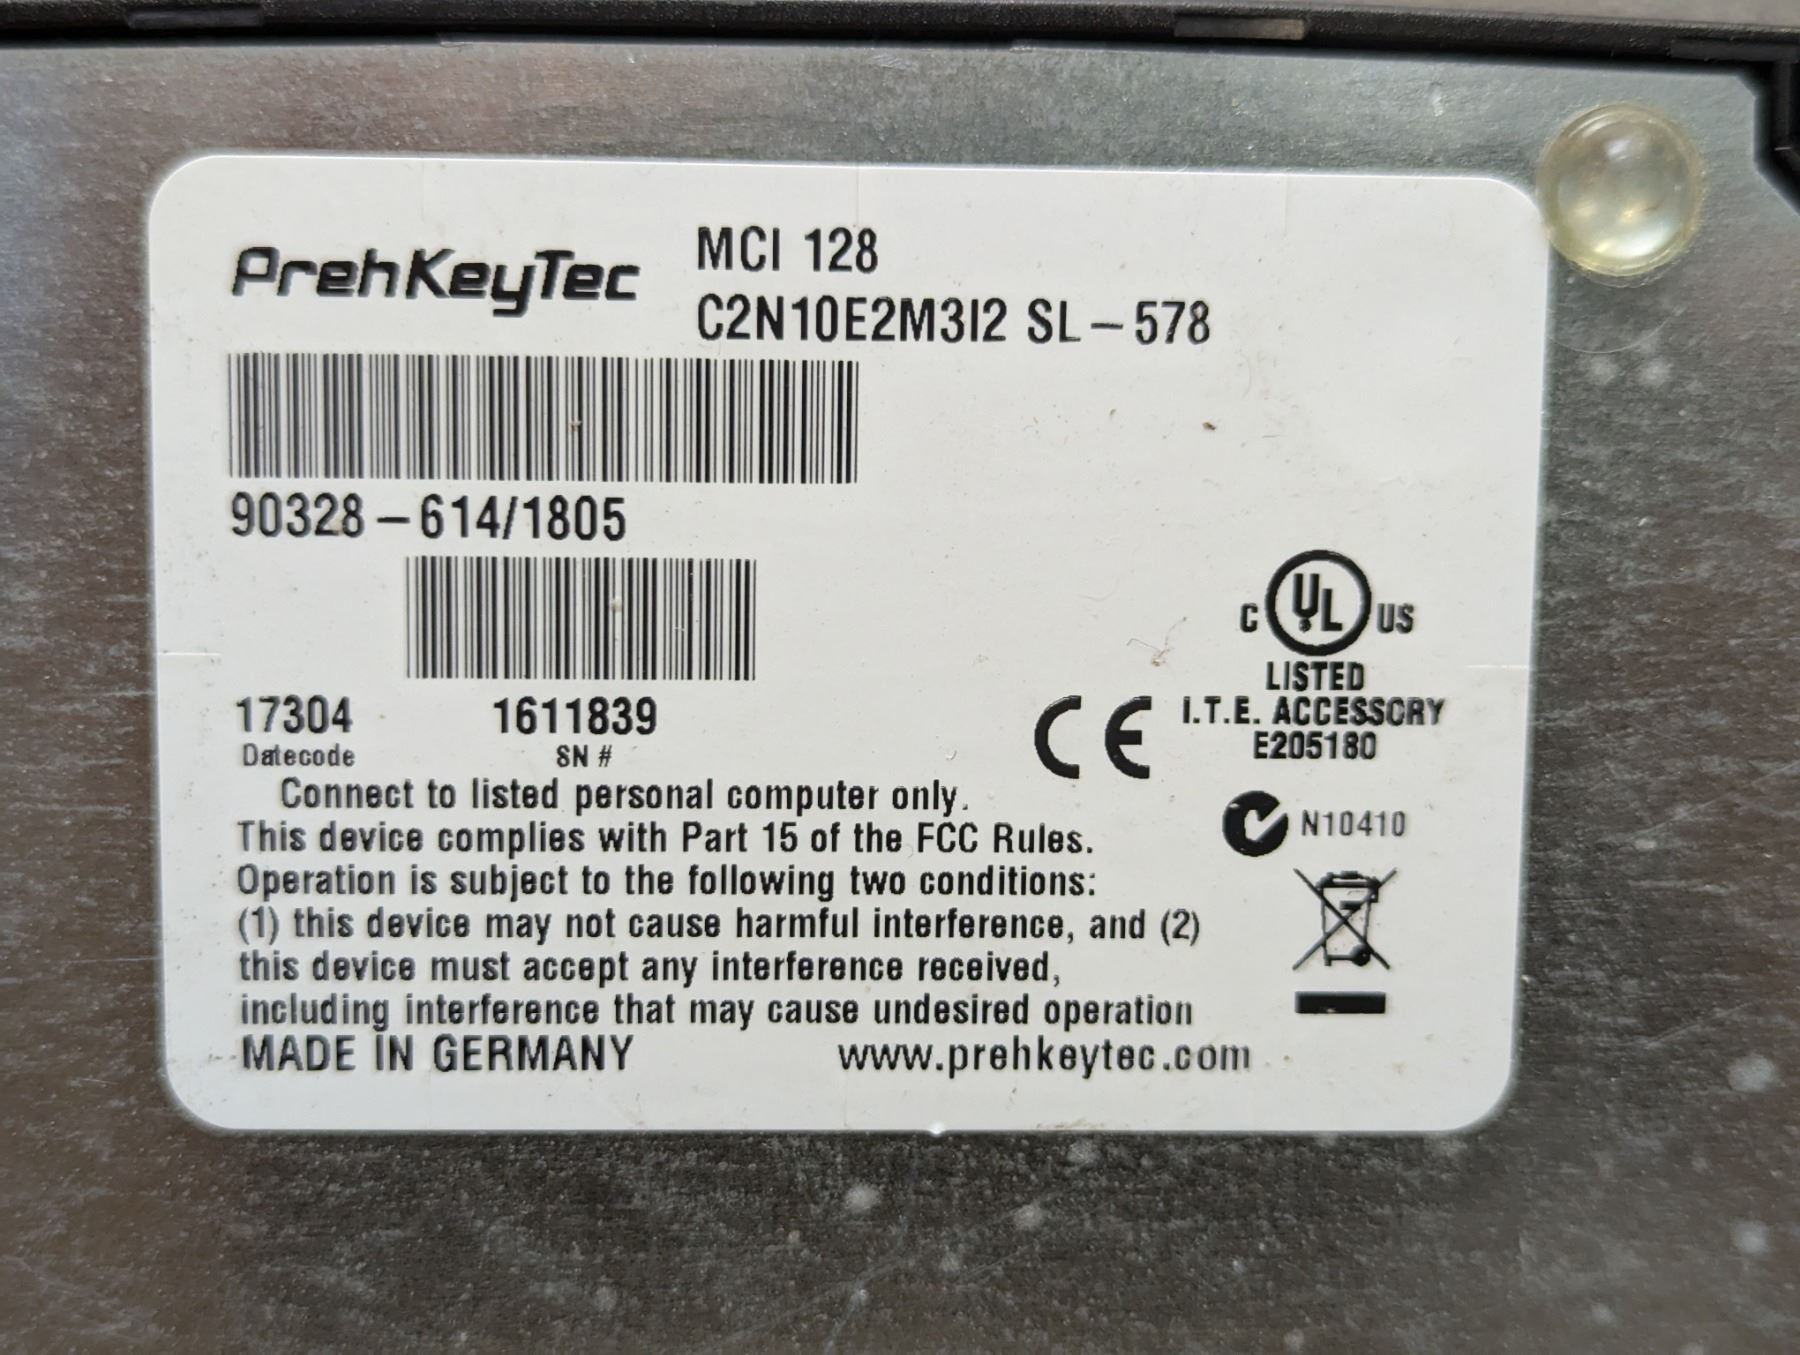 PrehKeyTec
MCI 128
C2N10E2M3I2 SL-578
90328-614/1805
17304
Datecode
1611839
SN #
C UL US
LISTED
I.T.E. ACCESSORY
E205180
CE
N10410
Connect to listed personal computer only.
This device complies with Part 15 of the FCC Rules.
Operation is subject to the following two conditions:
(1) this device may not cause harmful interference, and (2)
this device must accept any interference received,
including interference that may cause undesired operation
MADE IN GERMANY
www.prehkeytec.com